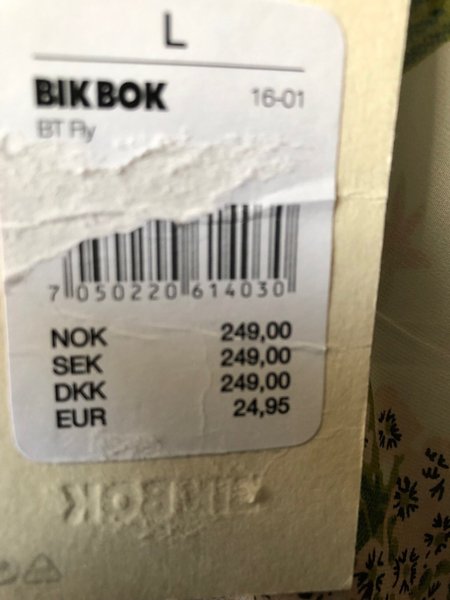 L
BIKBOK 16-01
BT Fly
7 050220 614030
NOK 249,00
SEK 249,00
DKK 249,00
EUR 24,95
BIKBOK